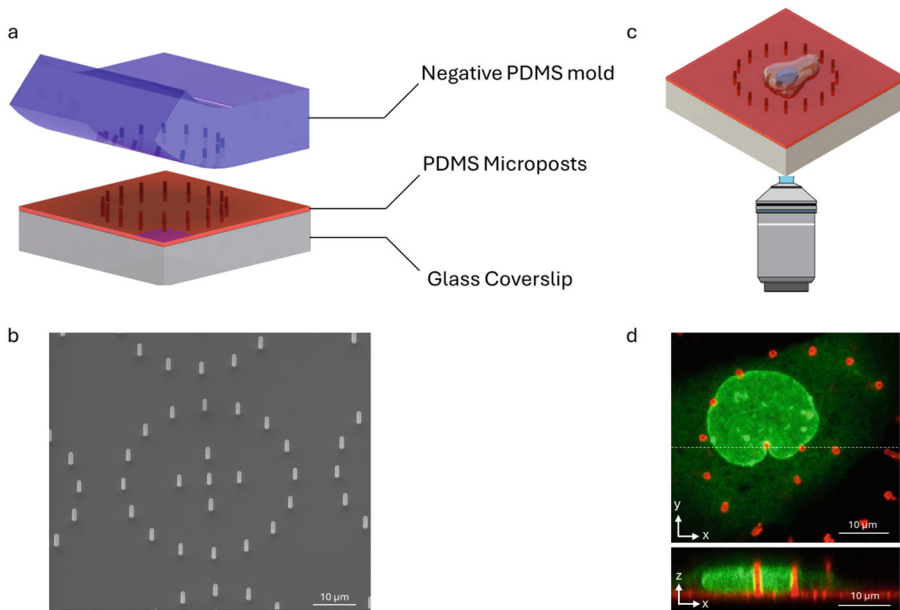 a
Negative PDMS mold
PDMS Microposts
Glass Coverslip
b
10 μm
c
d
y
x
10 μm
z
x
10 μm